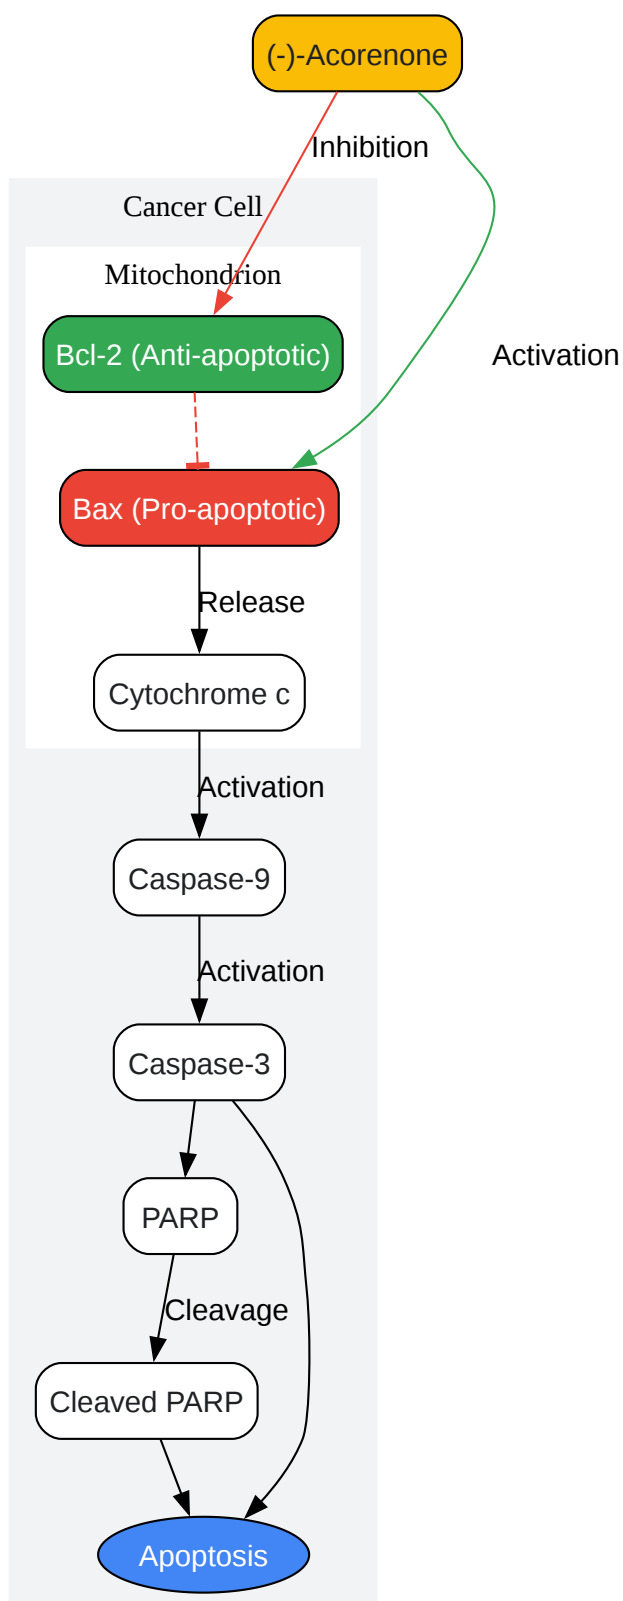 (-)-Acorenone
Inhibition
Cancer Cell
Mitochondrion
Bcl-2 (Anti-apoptotic)
Activation
Bax (Pro-apoptotic)
Release
Cytochrome c
Activation
Caspase-9
Activation
Caspase-3
PARP
Cleavage
Cleaved PARP
Apoptosis